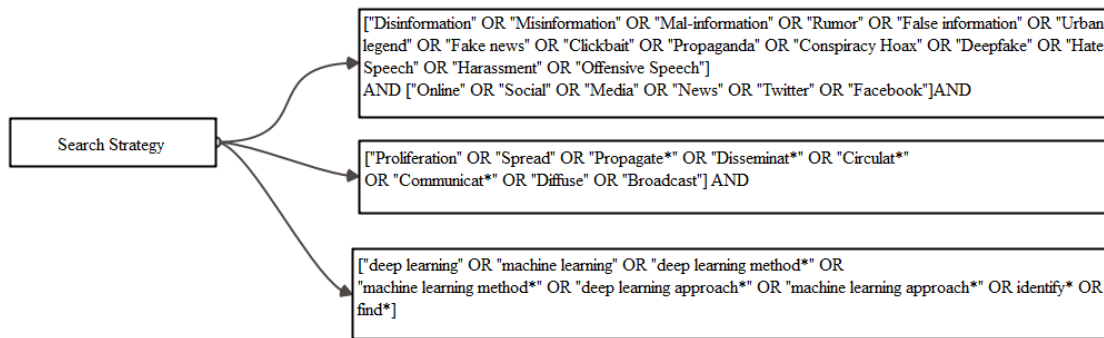 ["Disinformation" OR "Misinformation" OR "Mal-information" OR "Rumor" OR "False information" OR "Urban
legend" OR "Fake news" OR "Clickbait" OR "Propaganda" OR "Conspiracy Hoax" OR "Deepfake" OR "Hate
Speech" OR "Harassment" OR "Offensive Speech"]
AND ["Online" OR "Social" OR "Media" OR "News" OR "Twitter" OR "Facebook"]AND
Search Strategy
["Proliferation" OR "Spread" OR "Propagate*" OR "Disseminat*" OR "Circulat*"
OR "Communicat*" OR "Diffuse" OR "Broadcast"] AND
["deep learning" OR "machine learning" OR "deep learning method*" OR
"machine learning method*" OR "deep learning approach*" OR "machine learning approach*" OR identify* OR
find*]